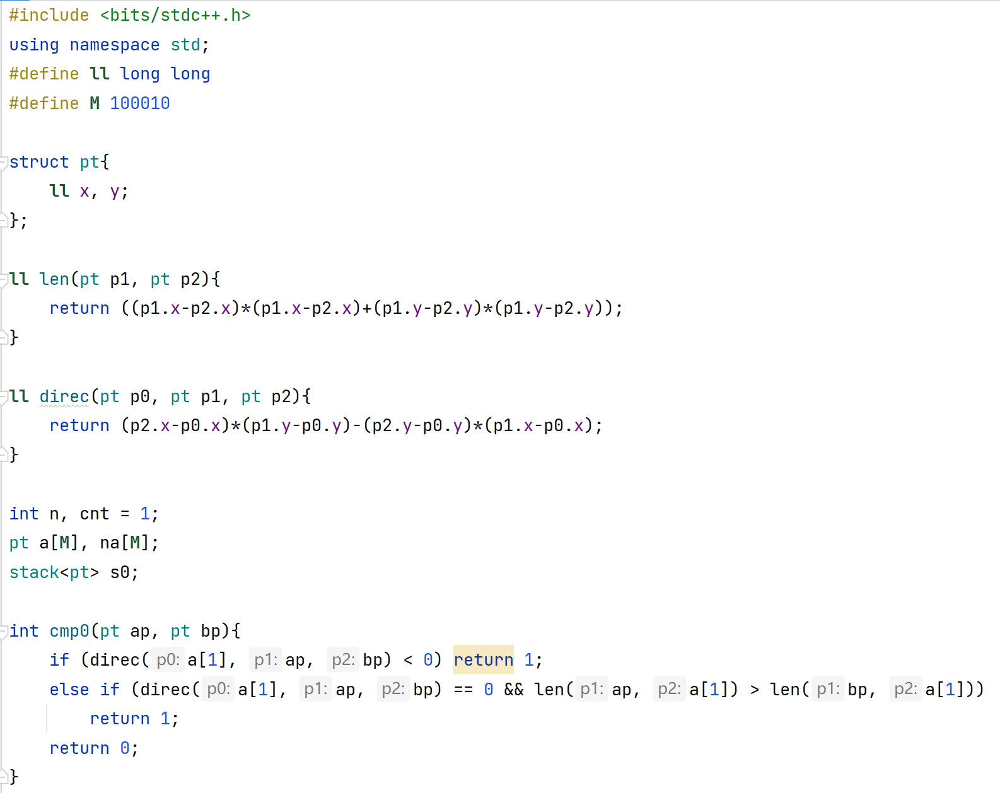 #include <bits/stdc++.h>
using namespace std;
#define ll long long
#define M 100010
struct pt{
    ll x, y;
};
ll len(pt p1, pt p2){
    return ((p1.x-p2.x)*(p1.x-p2.x)+(p1.y-p2.y)*(p1.y-p2.y));
}
ll direc(pt p0, pt p1, pt p2){
    return (p2.x-p0.x)*(p1.y-p0.y)-(p2.y-p0.y)*(p1.x-p0.x);
}
int n, cnt = 1;
pt a[M], na[M];
stack<pt> s0;
int cmp0(pt ap, pt bp){
    if (direc( p0: a[1], p1: ap, p2: bp) < 0) return 1;
    else if (direc( p0: a[1], p1: ap, p2: bp) == 0 && len( p1: ap, p2: a[1]) > len( p1: bp, p2: a[1]))
        return 1;
    return 0;
}